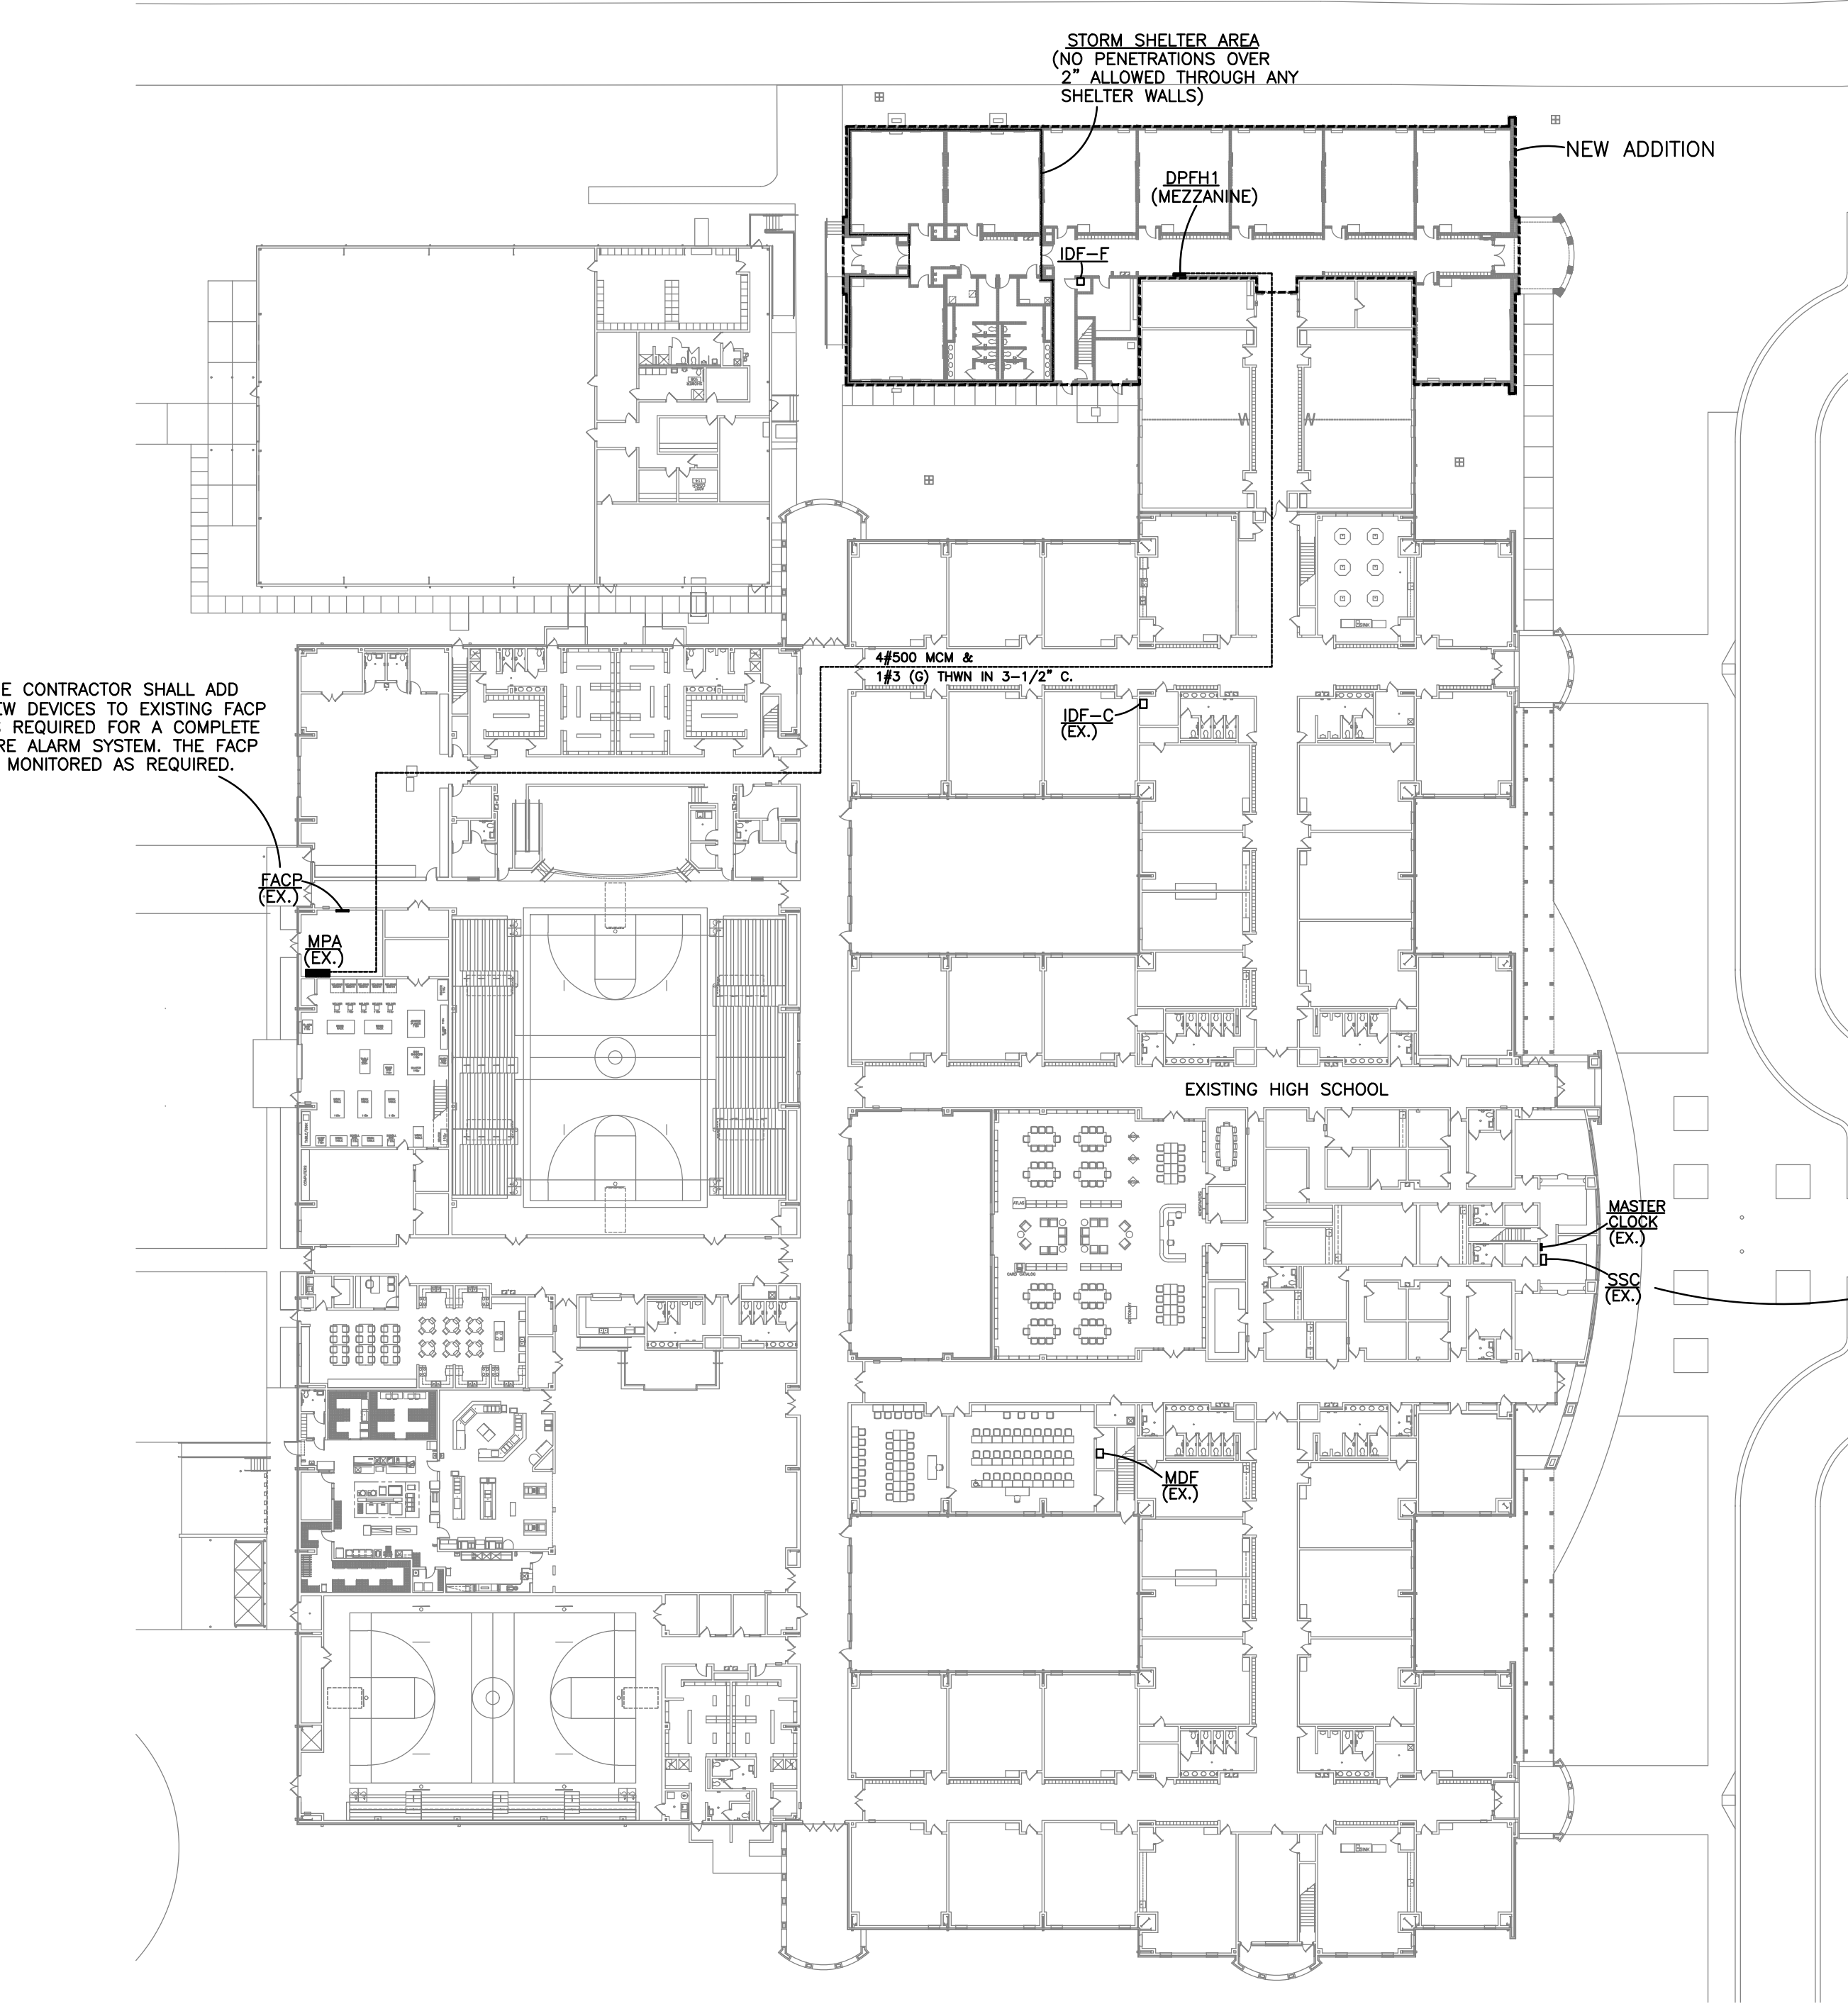 STORM SHELTER AREA
(NO PENETRATIONS OVER
2" ALLOWED THROUGH ANY
SHELTER WALLS)
NEW ADDITION
DPFH1
(MEZZANINE)
IDF-F
4#500 MCM &
1#3 (G) THWN IN 3-1/2" C.
E CONTRACTOR SHALL ADD
EW DEVICES TO EXISTING FACP
S REQUIRED FOR A COMPLETE
RE ALARM SYSTEM. THE FACP
MONITORED AS REQUIRED.
IDF-C
(EX.)
FACP
(EX.)
MPA
(EX.)
EXISTING HIGH SCHOOL
MASTER
CLOCK
(EX.)
SSC
(EX.)
CARD CATALOG
MDF
(EX.)